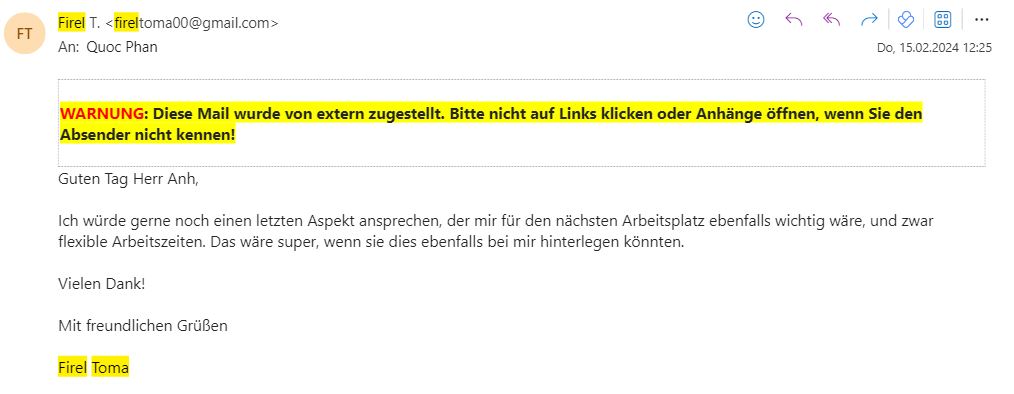 FT
Firel T. <fireltoma00@gmail.com>
An: Quoc Phan
Do, 15.02.2024 12:25
WARNUNG: Diese Mail wurde von extern zugestellt. Bitte nicht auf Links klicken oder Anhänge öffnen, wenn Sie den
Absender nicht kennen!
Guten Tag Herr Anh,
Ich würde gerne noch einen letzten Aspekt ansprechen, der mir für den nächsten Arbeitsplatz ebenfalls wichtig wäre, und zwar
flexible Arbeitszeiten. Das wäre super, wenn sie dies ebenfalls bei mir hinterlegen könnten.
Vielen Dank!
Mit freundlichen Grüßen
Firel Toma